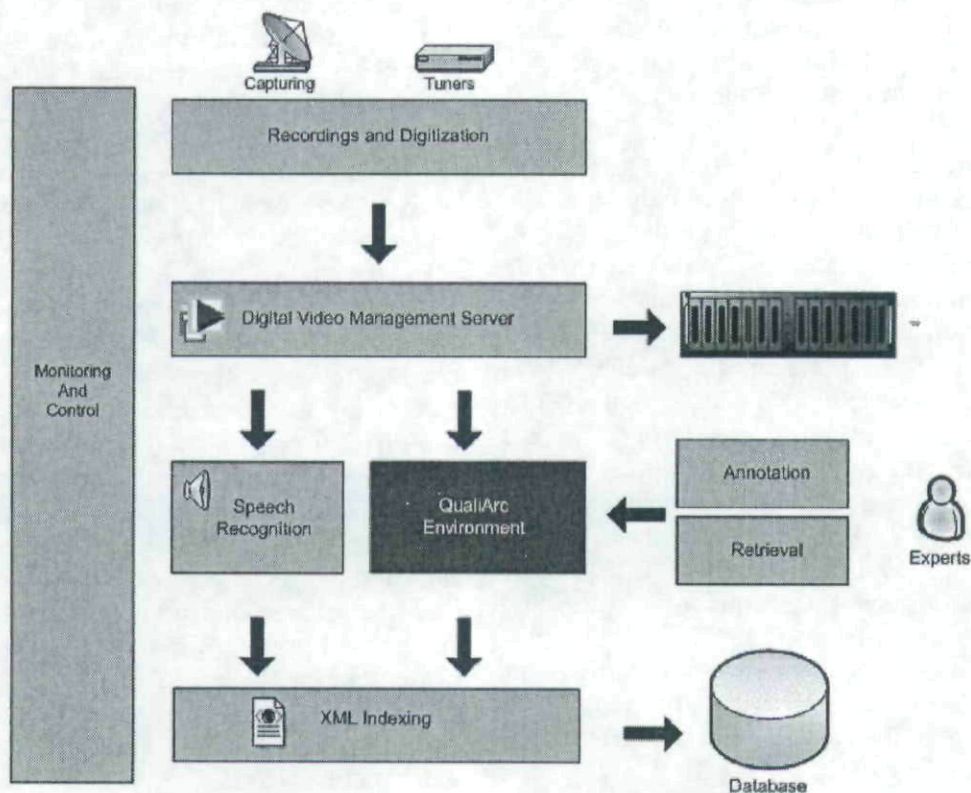 Capturing
Tuners
Recordings and Digitization
Digital Video Management Server
Monitoring
And
Control
Speech
Recognition
QualiArc
Environment
Annotation
Retrieval
Experts
XML Indexing
Database